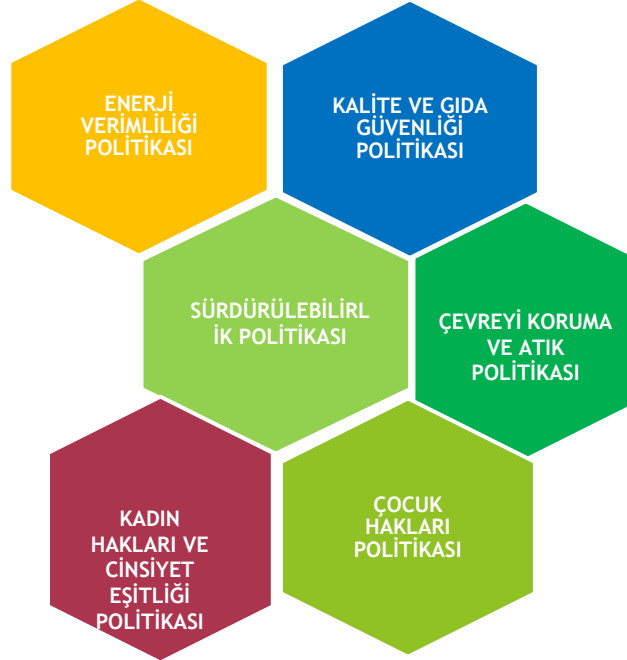 ENERJİ
VERİMLİLİĞİ
POLİTİKASI
KALİTE VE GIDA
GÜVENLİĞİ
POLİTİKASI
SÜRDÜRÜLEBİLİRL
İK POLİTİKASI
ÇEVREYİ KORUMA
VE ATIK
POLİTİKASI
KADIN
HAKLARI VE
CİNSİYET
EŞİTLİĞİ
POLİTİKASI
ÇOCUK
HAKLARI
POLİTİKASI